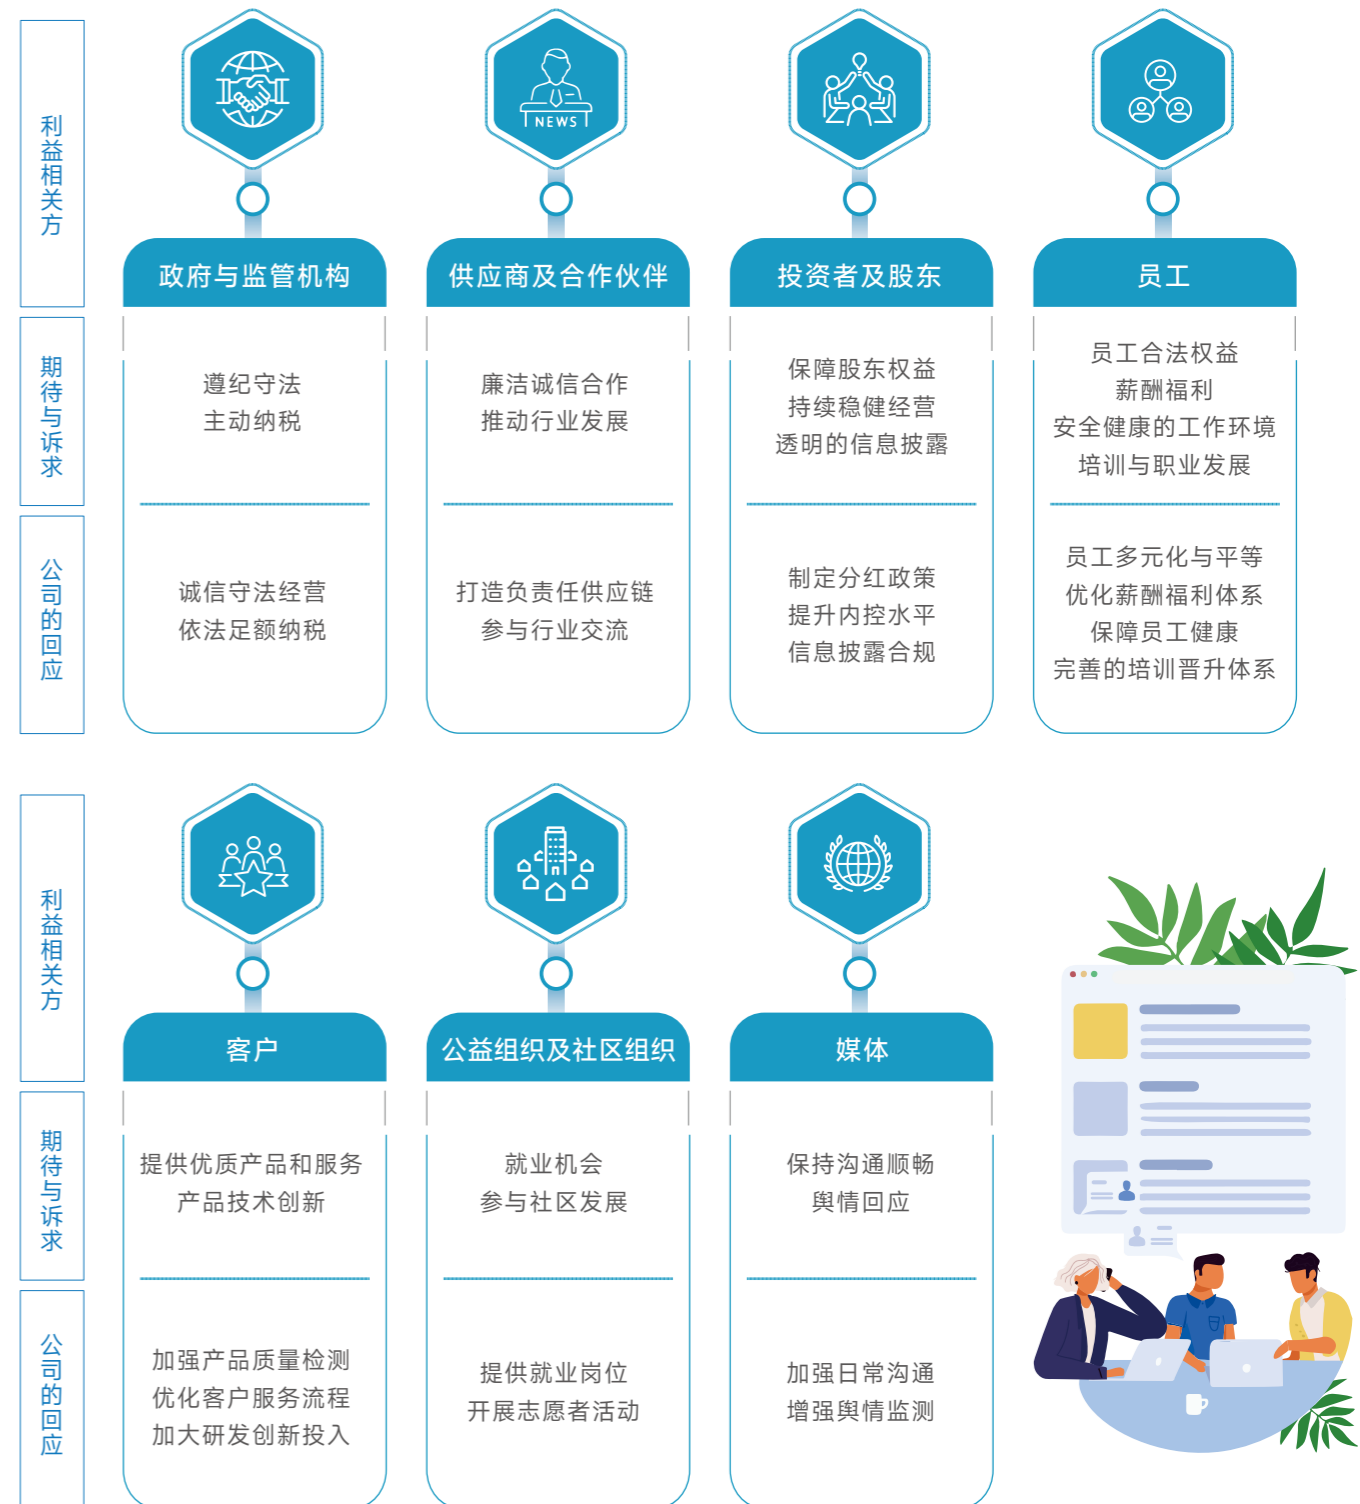 利益相关方
NEWS
政府与监管机构
供应商及合作伙伴
投资者及股东
员工
期待与诉求
遵纪守法
主动纳税
廉洁诚信合作
推动行业发展
保障股东权益
持续稳健经营
透明的信息披露
员工合法权益
薪酬福利
安全健康的工作环境
培训与职业发展
公司的回应
诚信守法经营
依法足额纳税
打造负责任供应链
参与行业交流
制定分红政策
提升内控水平
信息披露合规
员工多元化与平等
优化薪酬福利体系
保障员工健康
完善的培训晋升体系
利益相关方
客户
公益组织及社区组织
媒体
期待与诉求
提供优质产品和服务
产品技术创新
就业机会
参与社区发展
保持沟通顺畅
舆情回应
公司的回应
加强产品质量检测
优化客户服务流程
加大研发创新投入
提供就业岗位
开展志愿者活动
加强日常沟通
增强舆情监测